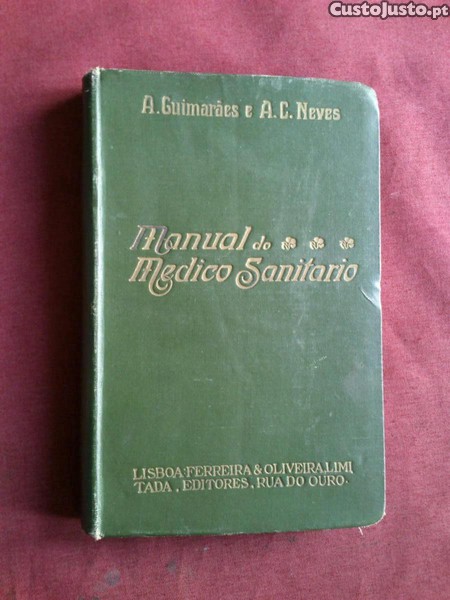 CustoJusto.pt
A. Guimarães e A. C. Neves
Manual do
Medico Sanitario
LISBOA·FERREIRA & OLIVEIRA, LIMI
TADA. EDITORES. RUA DO OURO.